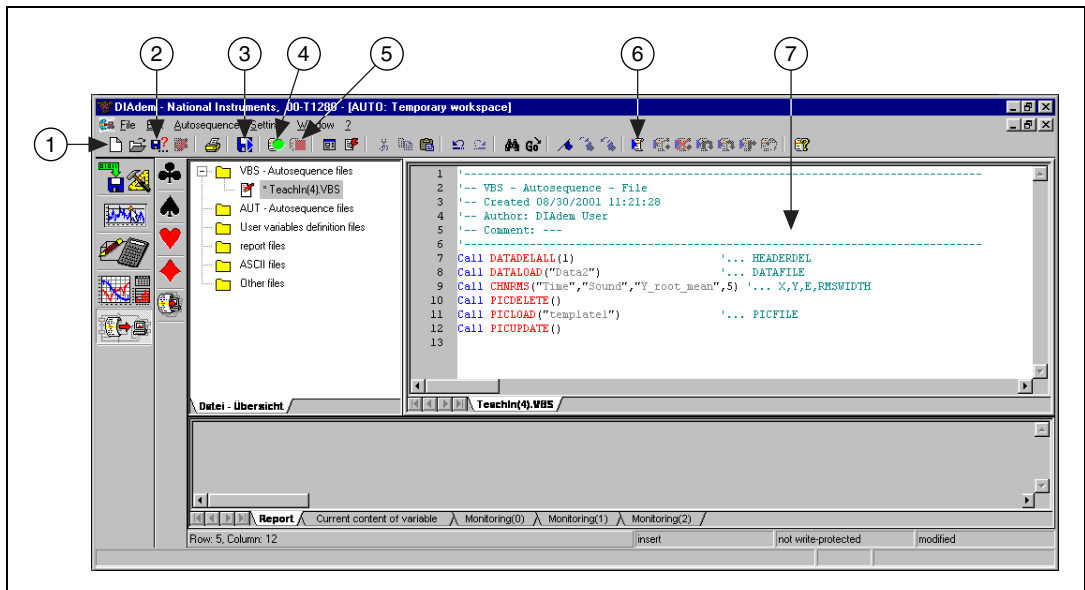 2 3 4 5 6 7
DIAdem - National Instruments, 00-T1280 - [AUTO: Temporary workspace]
File Autosequence Window ?
1
VBS - Autosequence files
* TeachIn(4).VBS
AUT - Autosequence files
User variables definition files
report files
ASCII files
Other files
Datei - Übersicht
1 '-----------------------------------------------------------------------------
2 '-- VBS - Autosequence - File
3 '-- Created 08/30/2001 11:21:28
4 '-- Author: DIAdem User
5 '-- Comment: ---
6 '-----------------------------------------------------------------------------
7 Call DATADELALL(1) '... HEADERDEL
8 Call DATALOAD("Data2") '... DATAFILE
9 Call CHNRMS("Time","Sound","Y_root_mean",5) '... X,Y,E,RMSWIDTH
10 Call PICDELETE()
11 Call PICLOAD("template1") '... PICFILE
12 Call PICUPDATE()
13
TeachIn(4).VBS
Report Current content of variable Monitoring(0) Monitoring(1) Monitoring(2)
Row: 5, Column: 12 insert not write-protected modified